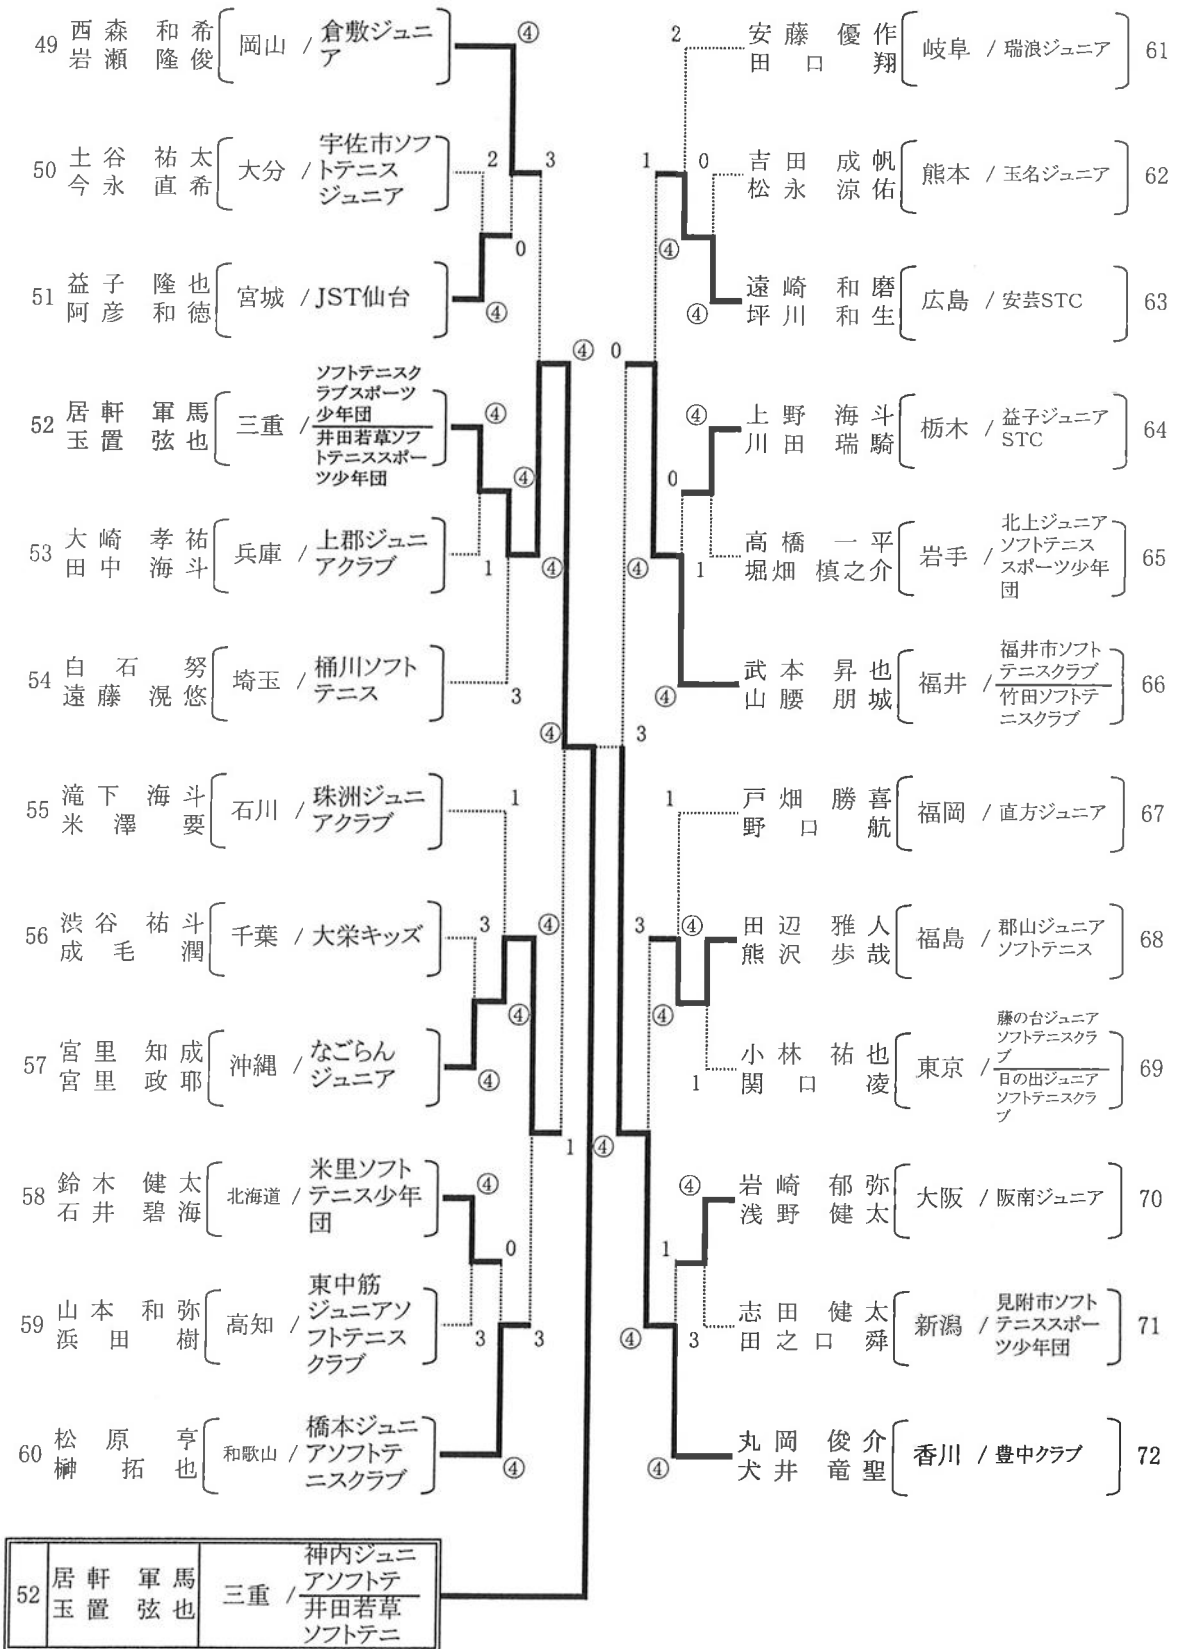 49 西森 和希 岩瀬 隆俊 岡山 / 倉敷ジュニア ④
50 土谷 祐太 今永 直希 大分 / 宇佐市ソフトテニスジュニア 2 3
0
51 益子 隆也 阿彦 和徳 宮城 / JST仙台 ④
④
52 居軒 軍馬 玉置 弦也 三重 / ソフトテニスクラブスポーツ少年団 井田若草ソフトテニススポーツ少年団 ④
④
53 大崎 孝祐 田中 海斗 兵庫 / 上郡ジュニアクラブ 1
54 白石 努 遠藤 滉悠 埼玉 / 桶川ソフトテニス 3
④
55 滝下 海斗 米澤 要 石川 / 珠洲ジュニアクラブ 1
56 渋谷 祐斗 成毛 潤 千葉 / 大栄キッズ 3 ④
④
57 宮里 知成 宮里 政耶 沖縄 / なごらんジュニア ④
1 ④
58 鈴木 健太 石井 碧海 北海道 / 米里ソフトテニス少年団 ④
0
59 山本 和弥 浜田 樹 高知 / 東中筋ジュニアソフトテニスクラブ 3 3
60 松原 亨 榊 拓也 和歌山 / 橋本ジュニアソフトテニスクラブ ④
2 安藤 優作 田口 翔 岐阜 / 瑞浪ジュニア 61
1 0 吉田 成帆 松永 涼佑 熊本 / 玉名ジュニア 62
④
④ 遠崎 和磨 坪川 和生 広島 / 安芸STC 63
0
④ 上野 海斗 川田 瑞騎 栃木 / 益子ジュニアSTC 64
0
④ 1 高橋 一平 堀畑 槙之介 岩手 / 北上ジュニアソフトテニススポーツ少年団 65
④ 武本 昇也 山腰 朋城 福井 / 福井市ソフトテニスクラブ 竹田ソフトテニスクラブ 66
3
1 戸畑 勝喜 野口 航 福岡 / 直方ジュニア 67
3 ④ 田辺 雅人 熊沢 歩哉 福島 / 郡山ジュニアソフトテニス 68
④
1 小林 祐也 関口 凌 東京 / 藤の台ジュニアソフトテニスクラブ 日の出ジュニアソフトテニスクラブ 69
④ 岩崎 郁弥 浅野 健太 大阪 / 阪南ジュニア 70
1
④ 3 志田 健太 田之口 舜 新潟 / 見附市ソフトテニススポーツ少年団 71
④ 丸岡 俊介 犬井 竜聖 香川 / 豊中クラブ 72
52 居軒 軍馬 玉置 弦也 三重 / 神内ジュニアソフトテ 井田若草ソフトテニ